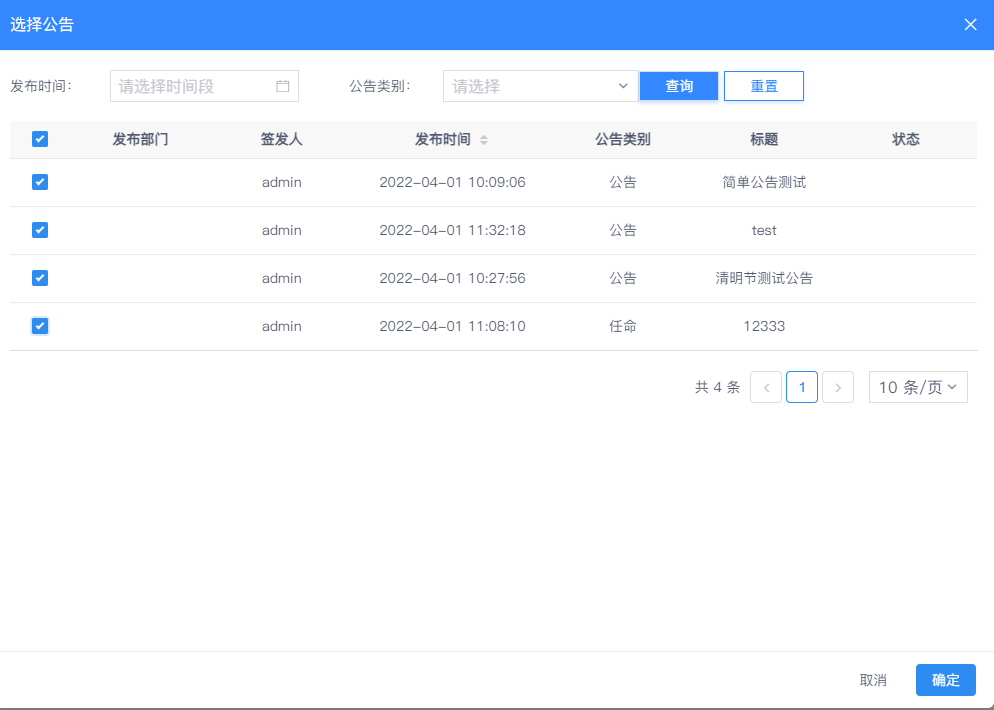 选择公告
发布时间： 请选择时间段 公告类别： 请选择 查询 重置
发布部门 签发人 发布时间 公告类别 标题 状态
admin 2022-04-01 10:09:06 公告 简单公告测试
admin 2022-04-01 11:32:18 公告 test
admin 2022-04-01 10:27:56 公告 清明节测试公告
admin 2022-04-01 11:08:10 任命 12333
共 4 条 1 10 条/页
取消 确定